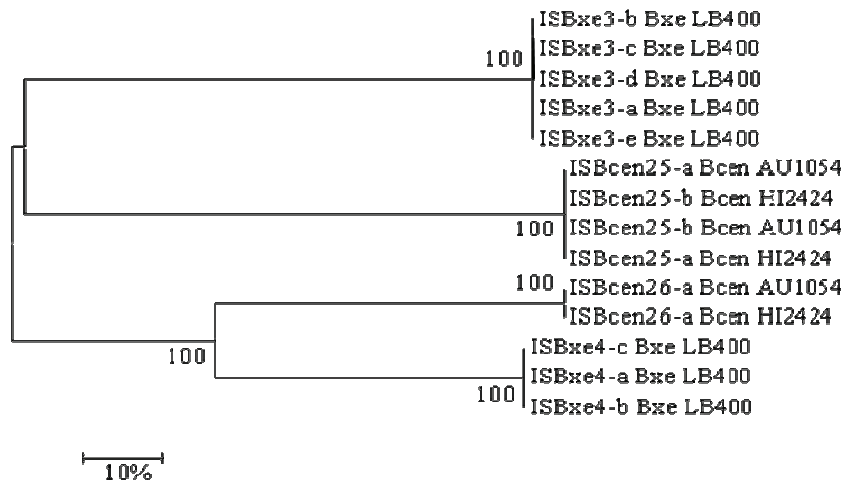 ISBxe3-b Bxe LB400
100
ISBxe3-c Bxe LB400
ISBxe3-d Bxe LB400
ISBxe3-a Bxe LB400
ISBxe3-e Bxe LB400
ISBcen25-a Bcen AU1054
ISBcen25-b Bcen HI2424
100
ISBcen25-b Bcen AU1054
ISBcen25-a Bcen HI2424
100
ISBcen26-a Bcen AU1054
ISBcen26-a Bcen HI2424
100
ISBxe4-c Bxe LB400
ISBxe4-a Bxe LB400
100
ISBxe4-b Bxe LB400
10%